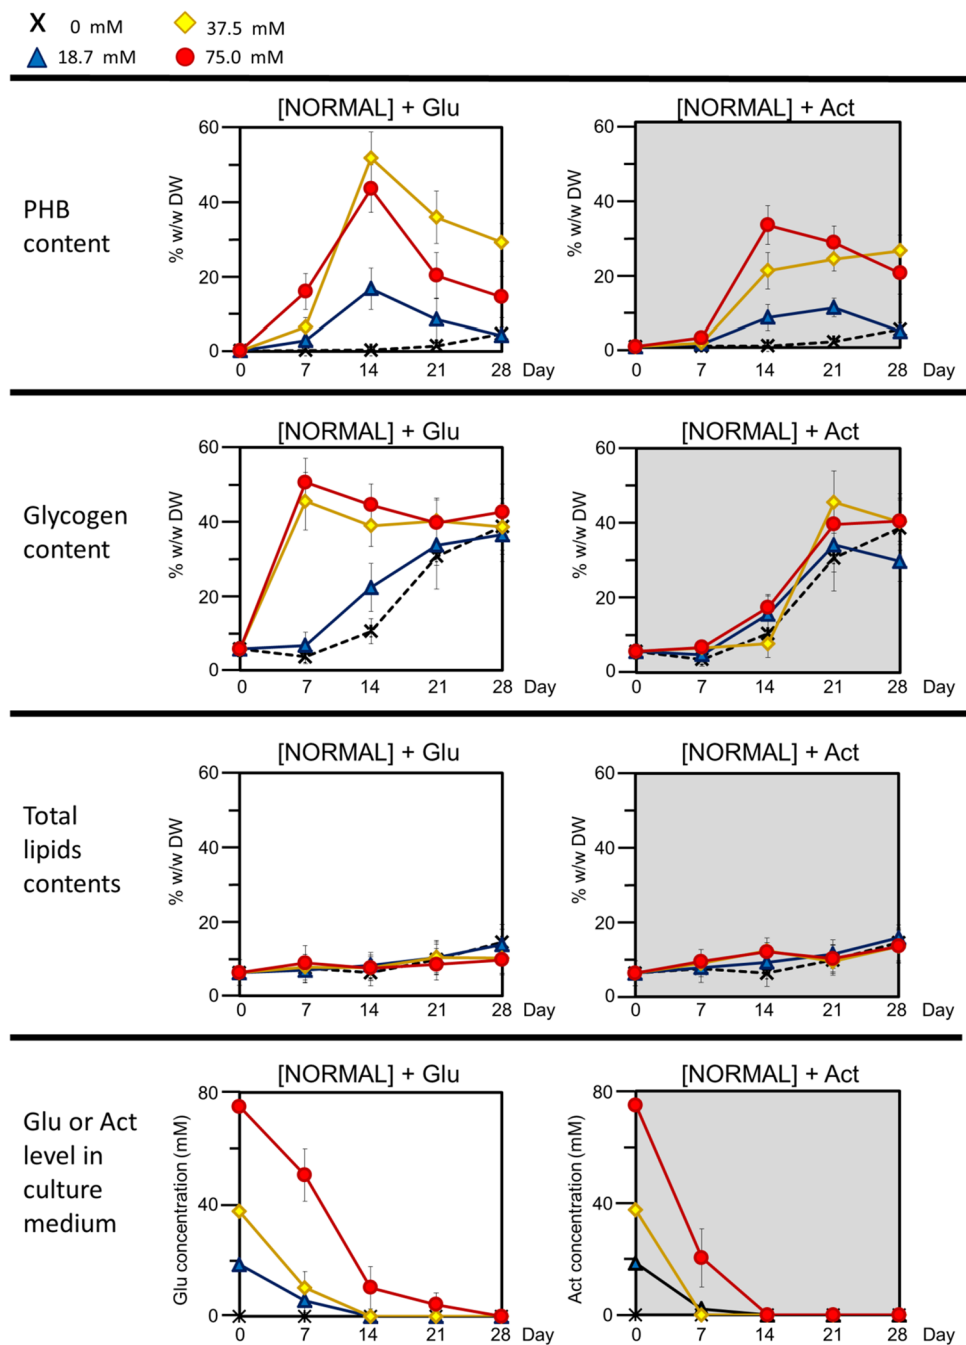 0 mM
37.5 mM
18.7 mM
75.0 mM
[NORMAL] + Glu
[NORMAL] + Act
PHB
content
% w/w DW
60
40
20
0
0 7 14 21 28 Day
% w/w DW
60
40
20
0
0 7 14 21 28 Day
[NORMAL] + Glu
[NORMAL] + Act
Glycogen
content
% w/w DW
60
40
20
0
0 7 14 21 28 Day
% w/w DW
60
40
20
0
0 7 14 21 28 Day
[NORMAL] + Glu
[NORMAL] + Act
Total
lipids
contents
% w/w DW
60
40
20
0
0 7 14 21 28 Day
% w/w DW
60
40
20
0
0 7 14 21 28 Day
[NORMAL] + Glu
[NORMAL] + Act
Glu or Act
level in
culture
medium
Glu concentration (mM)
80
40
0
0 7 14 21 28 Day
Act concentration (mM)
80
40
0
0 7 14 21 28 Day